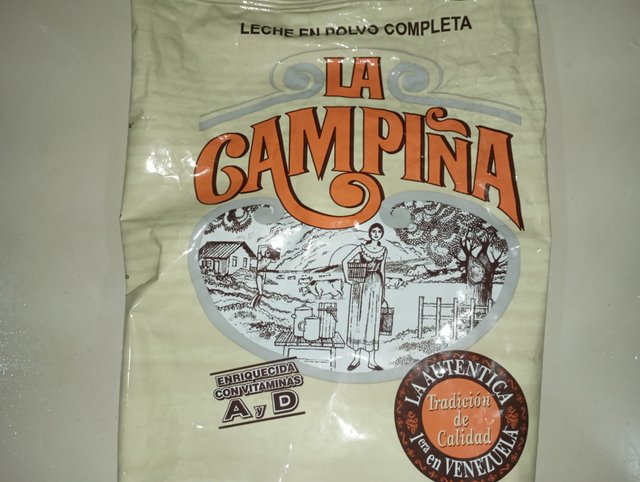 LECHE EN POLVO COMPLETA
LA
CAMPIÑA
ENRIQUECIDA
CON VITAMINAS
A y D
LA AUTENTICA
Tradición
de
Calidad
1era en VENEZUELA